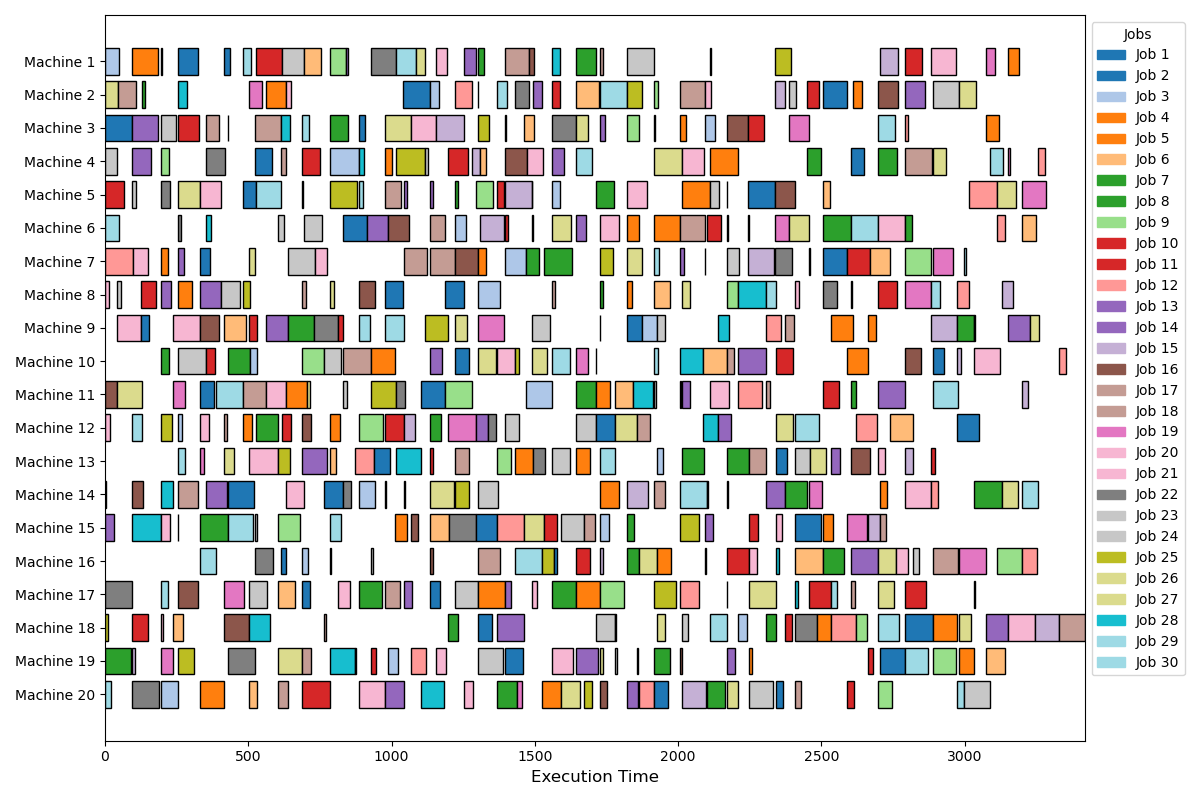 Machine 1
Machine 2
Machine 3
Machine 4
Machine 5
Machine 6
Machine 7
Machine 8
Machine 9
Machine 10
Machine 11
Machine 12
Machine 13
Machine 14
Machine 15
Machine 16
Machine 17
Machine 18
Machine 19
Machine 20
0 500 1000 1500 2000 2500 3000
Execution Time
Jobs
Job 1
Job 2
Job 3
Job 4
Job 5
Job 6
Job 7
Job 8
Job 9
Job 10
Job 11
Job 12
Job 13
Job 14
Job 15
Job 16
Job 17
Job 18
Job 19
Job 20
Job 21
Job 22
Job 23
Job 24
Job 25
Job 26
Job 27
Job 28
Job 29
Job 30